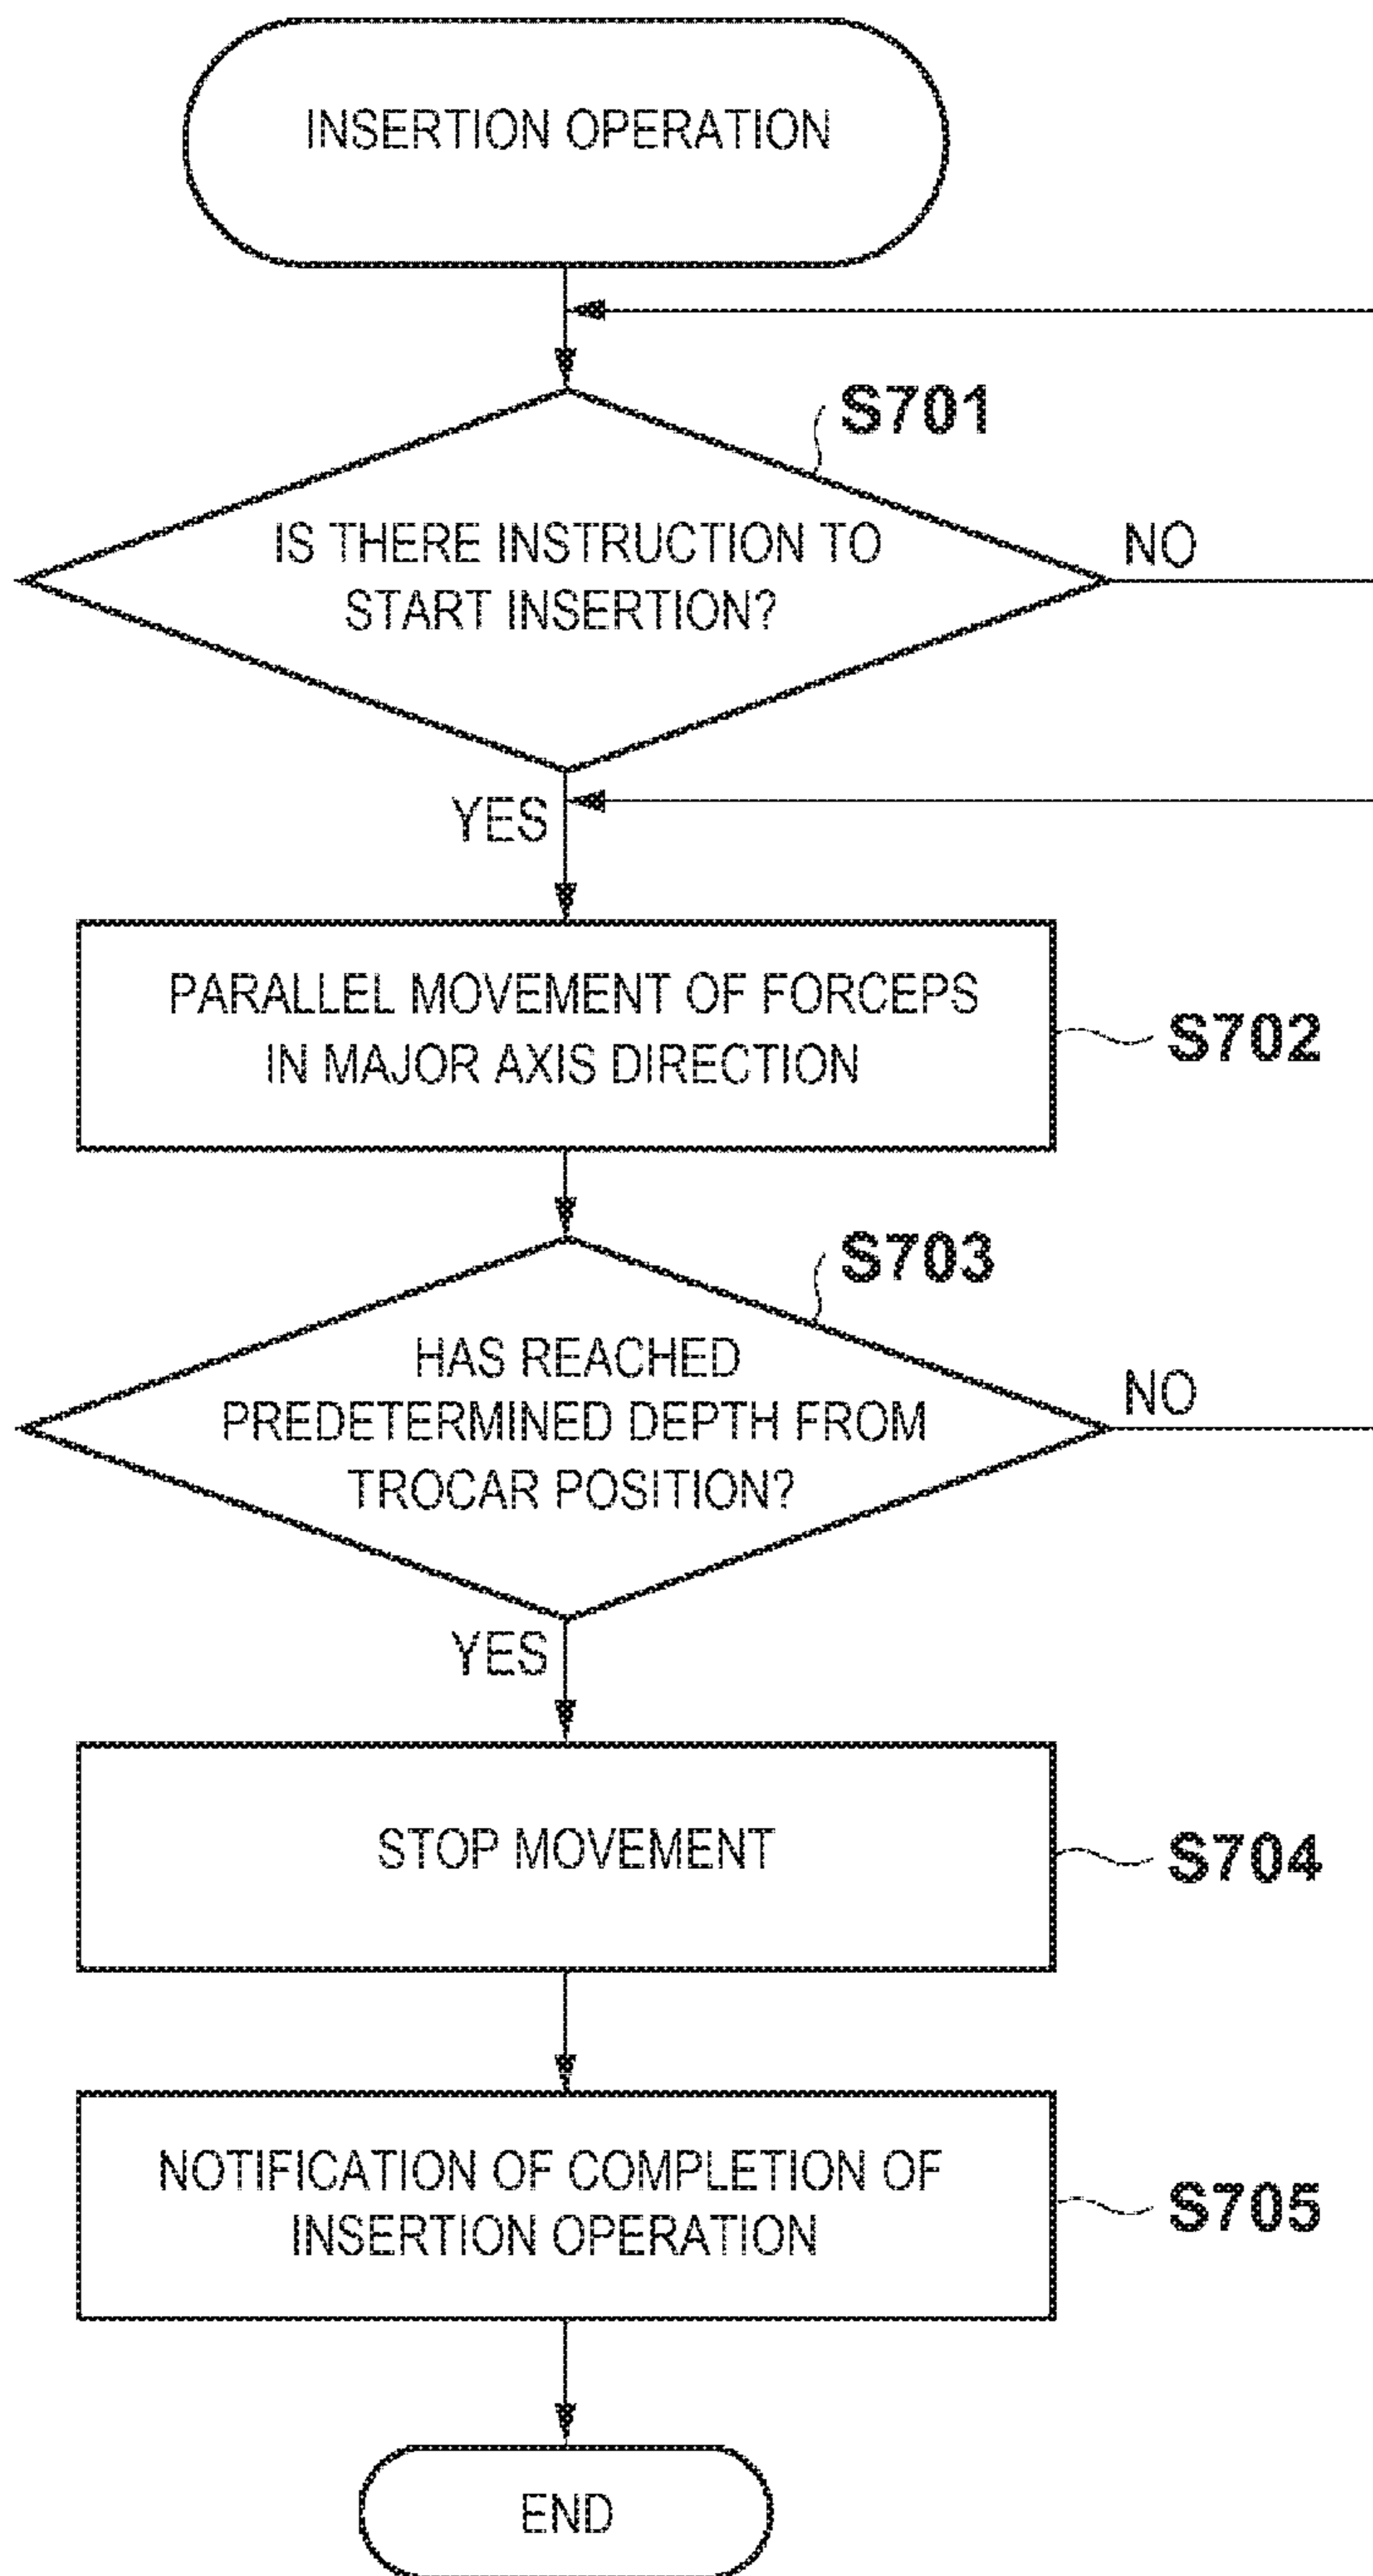 INSERTION OPERATION
S701
IS THERE INSTRUCTION TO
START INSERTION?
NO
YES
PARALLEL MOVEMENT OF FORCEPS
IN MAJOR AXIS DIRECTION
S702
S703
HAS REACHED
PREDETERMINED DEPTH FROM
TROCAR POSITION?
NO
YES
STOP MOVEMENT
S704
NOTIFICATION OF COMPLETION OF
INSERTION OPERATION
S705
END